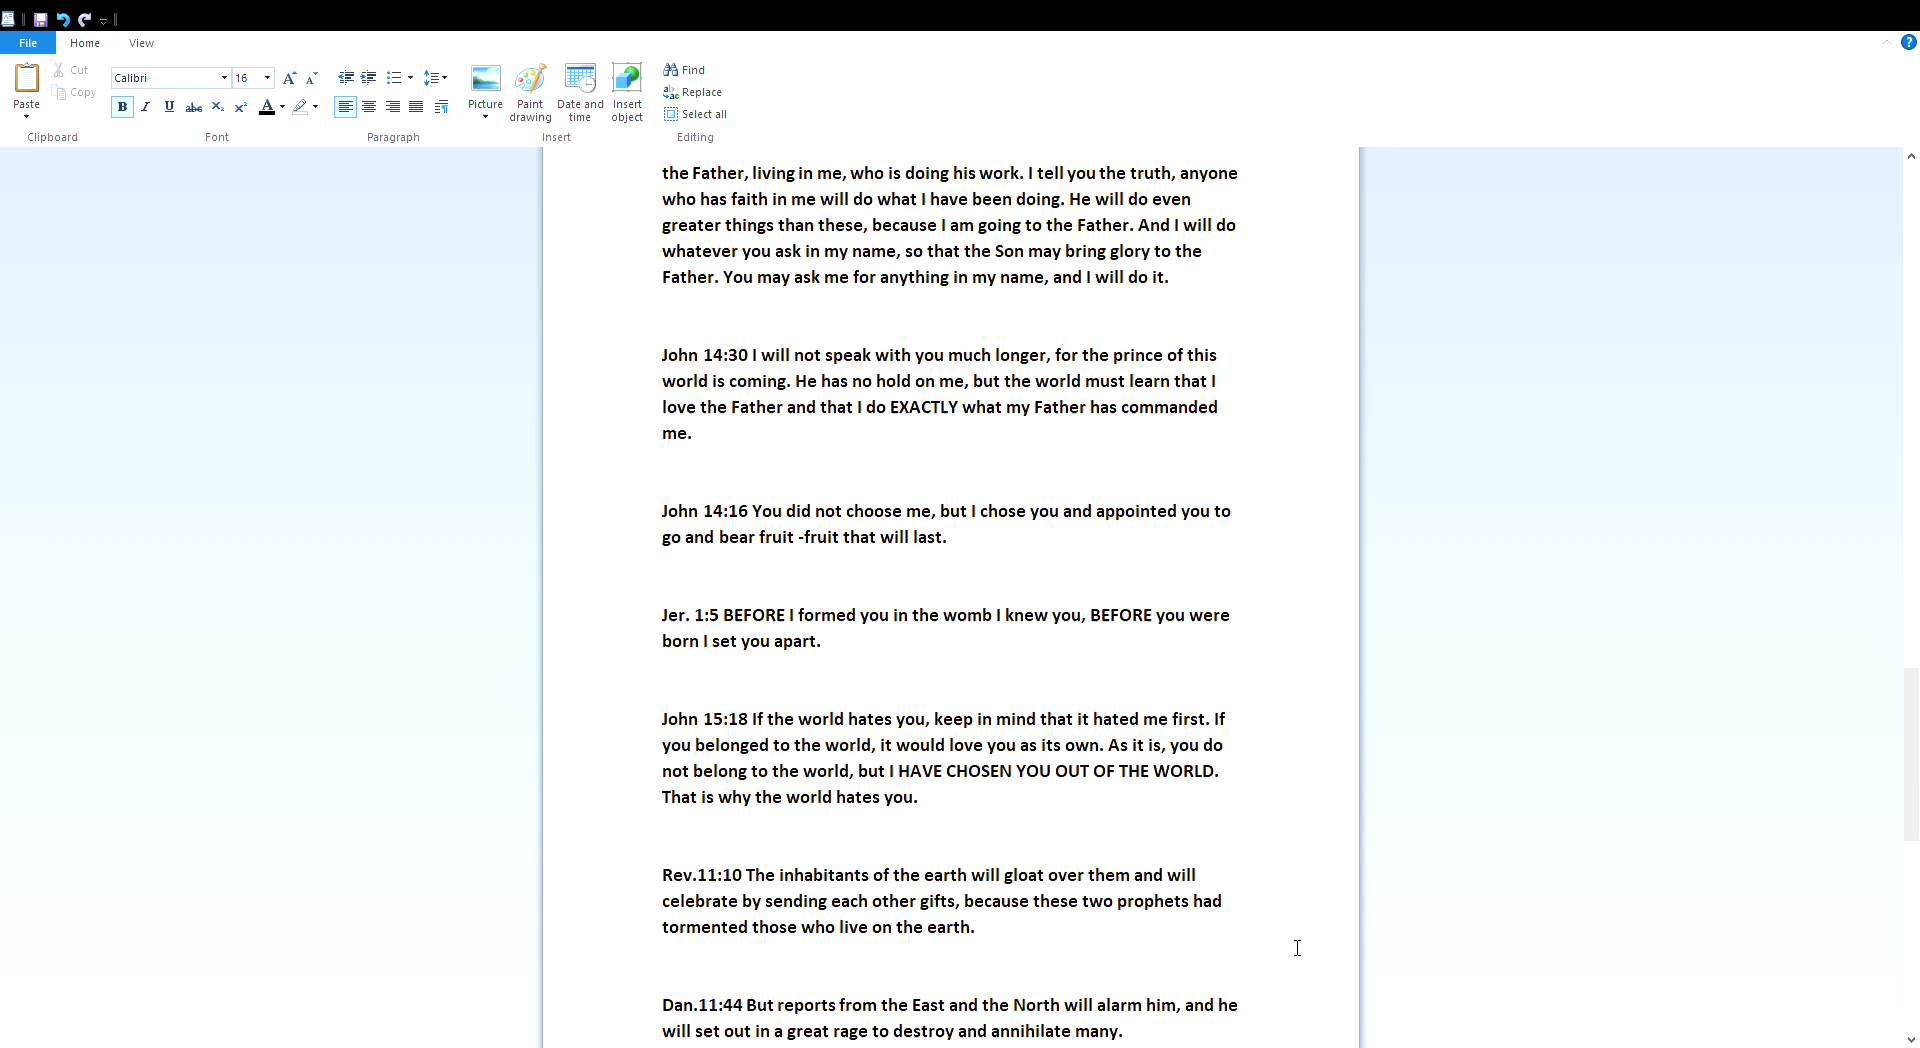 File Home View
Cut
Copy
Paste
Clipboard
Calibri 16
B I U abc X₂ X² A
Font
Paragraph
Picture
Paint drawing
Date and time
Insert object
Insert
Find
Replace
Select all
Editing
the Father, living in me, who is doing his work. I tell you the truth, anyone
who has faith in me will do what I have been doing. He will do even
greater things than these, because I am going to the Father. And I will do
whatever you ask in my name, so that the Son may bring glory to the
Father. You may ask me for anything in my name, and I will do it.
John 14:30 I will not speak with you much longer, for the prince of this
world is coming. He has no hold on me, but the world must learn that I
love the Father and that I do EXACTLY what my Father has commanded
me.
John 14:16 You did not choose me, but I chose you and appointed you to
go and bear fruit -fruit that will last.
Jer. 1:5 BEFORE I formed you in the womb I knew you, BEFORE you were
born I set you apart.
John 15:18 If the world hates you, keep in mind that it hated me first. If
you belonged to the world, it would love you as its own. As it is, you do
not belong to the world, but I HAVE CHOSEN YOU OUT OF THE WORLD.
That is why the world hates you.
Rev.11:10 The inhabitants of the earth will gloat over them and will
celebrate by sending each other gifts, because these two prophets had
tormented those who live on the earth.
Dan.11:44 But reports from the East and the North will alarm him, and he
will set out in a great rage to destroy and annihilate many.